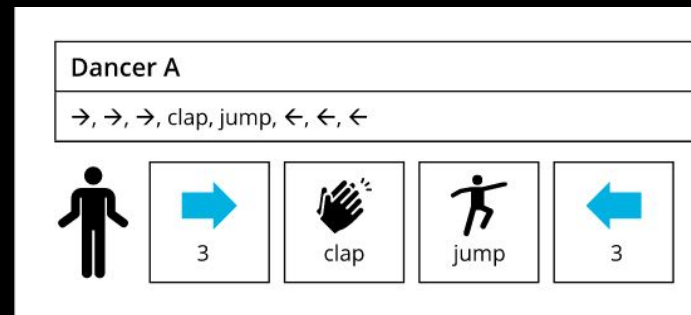 Dancer A
→, →, →, clap, jump, ←, ←, ←
3 clap jump 3